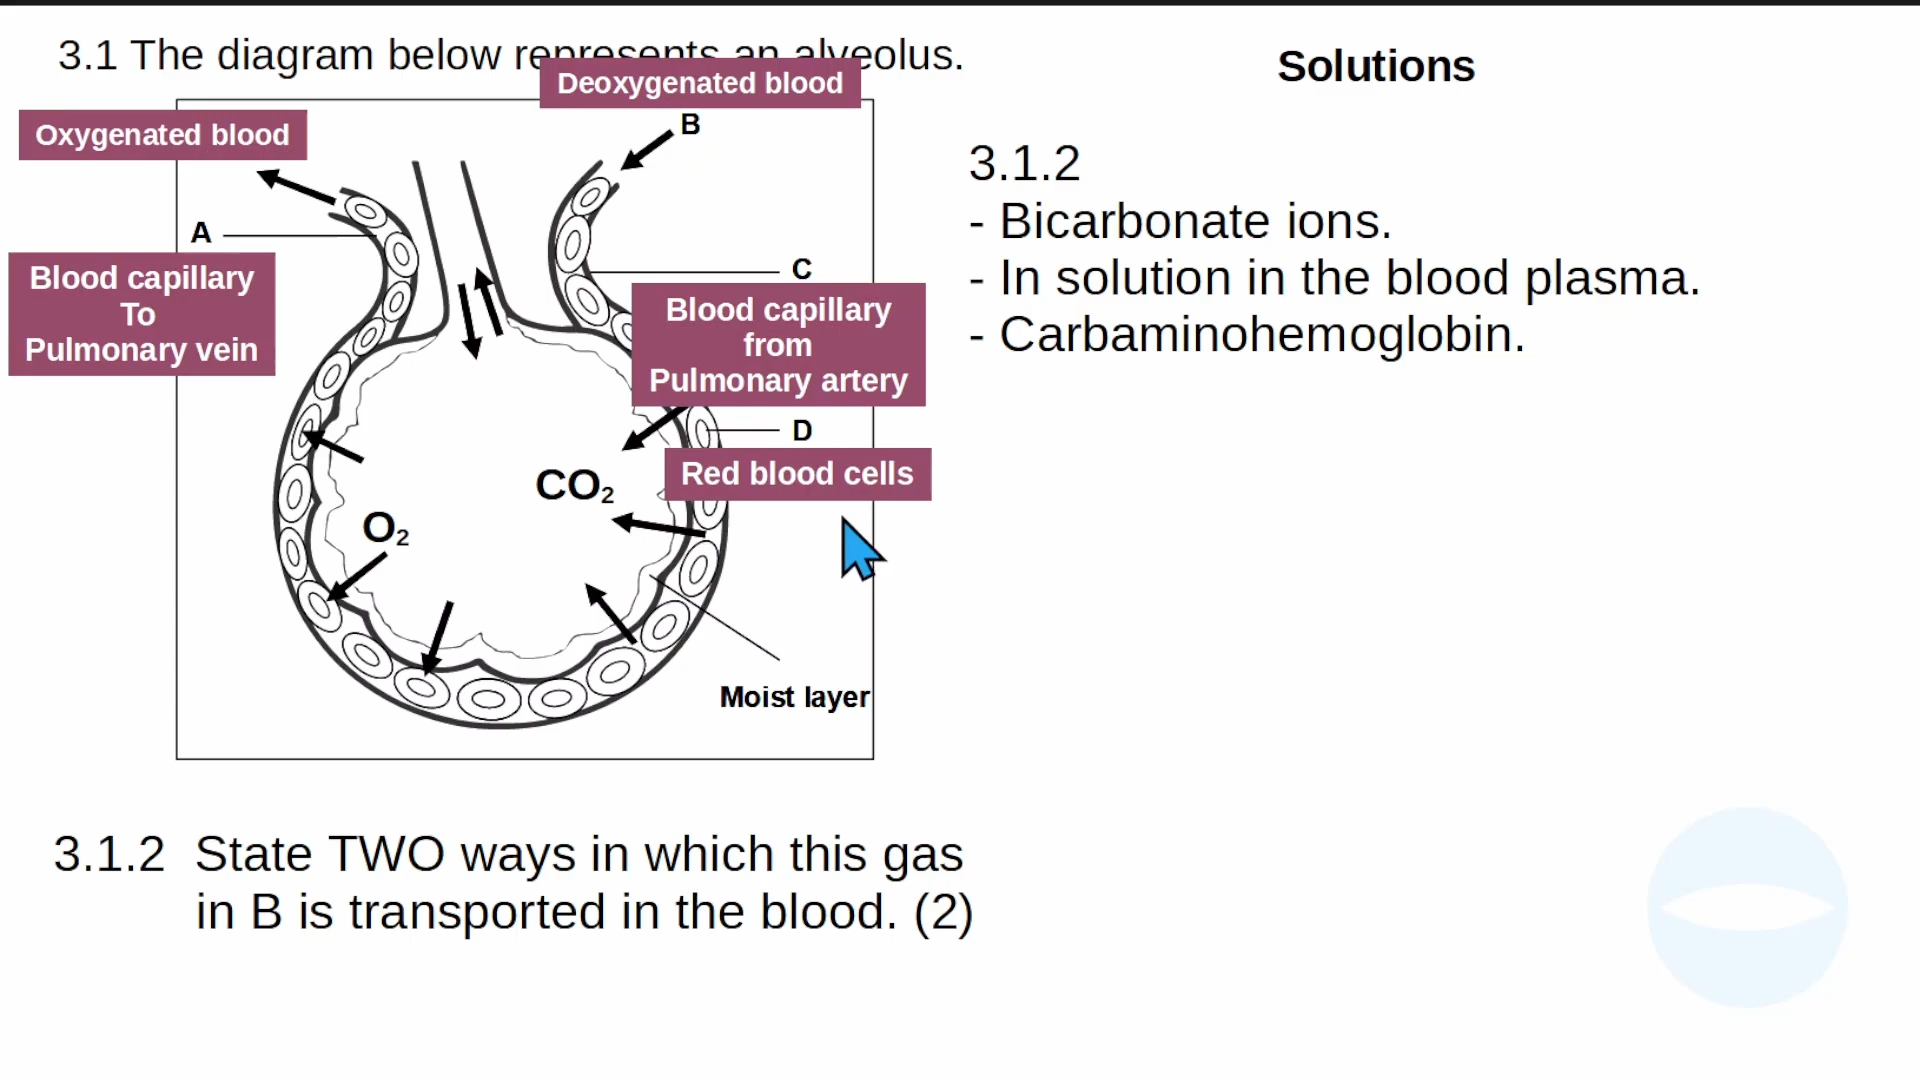 3.1 The diagram below represents an alveolus.
Solutions
Deoxygenated blood
Oxygenated blood
B
A
C
Blood capillary
To
Pulmonary vein
Blood capillary
from
Pulmonary artery
D
Red blood cells
CO₂
O₂
Moist layer
3.1.2
- Bicarbonate ions.
- In solution in the blood plasma.
- Carbaminohemoglobin.
3.1.2 State TWO ways in which this gas
in B is transported in the blood. (2)